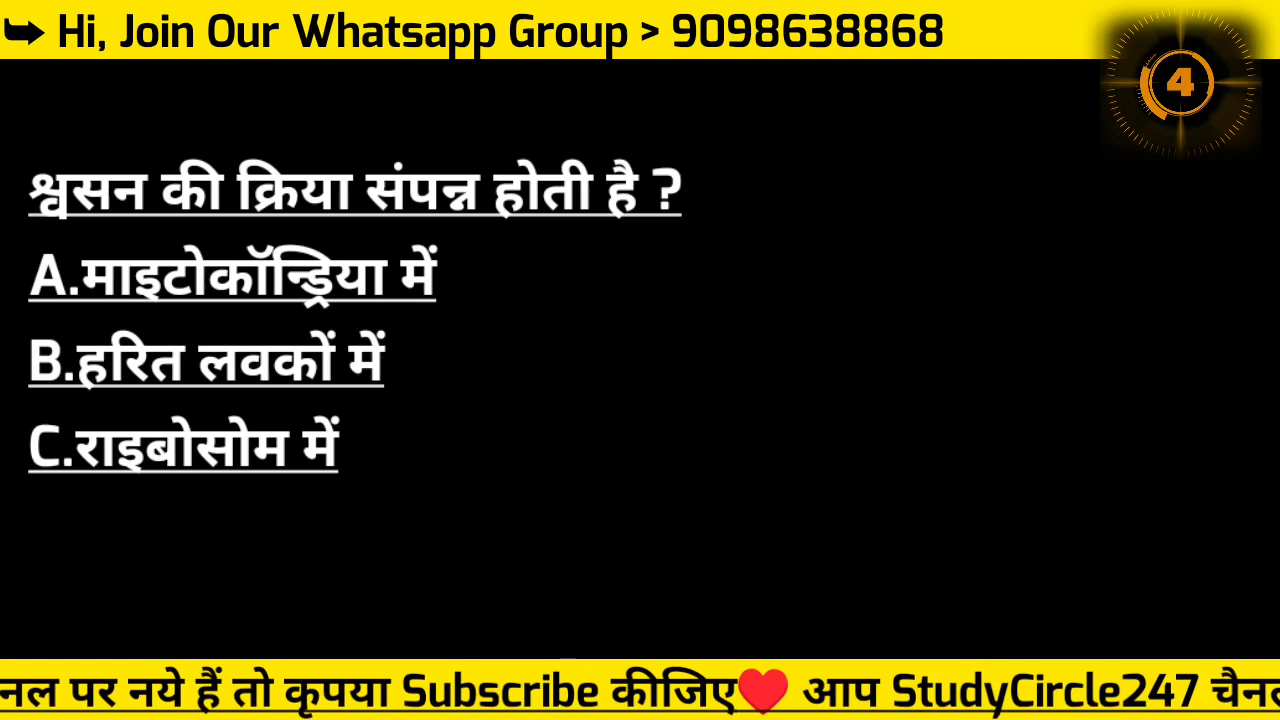 Hi, Join Our Whatsapp Group > 9098638868
4
श्वसन की क्रिया संपन्न होती है ?
A.माइटोकॉन्ड्रिया में
B.हरित लवकों में
C.राइबोसोम में
नल पर नये हैं तो कृपया Subscribe कीजिए❤️ आप StudyCircle247